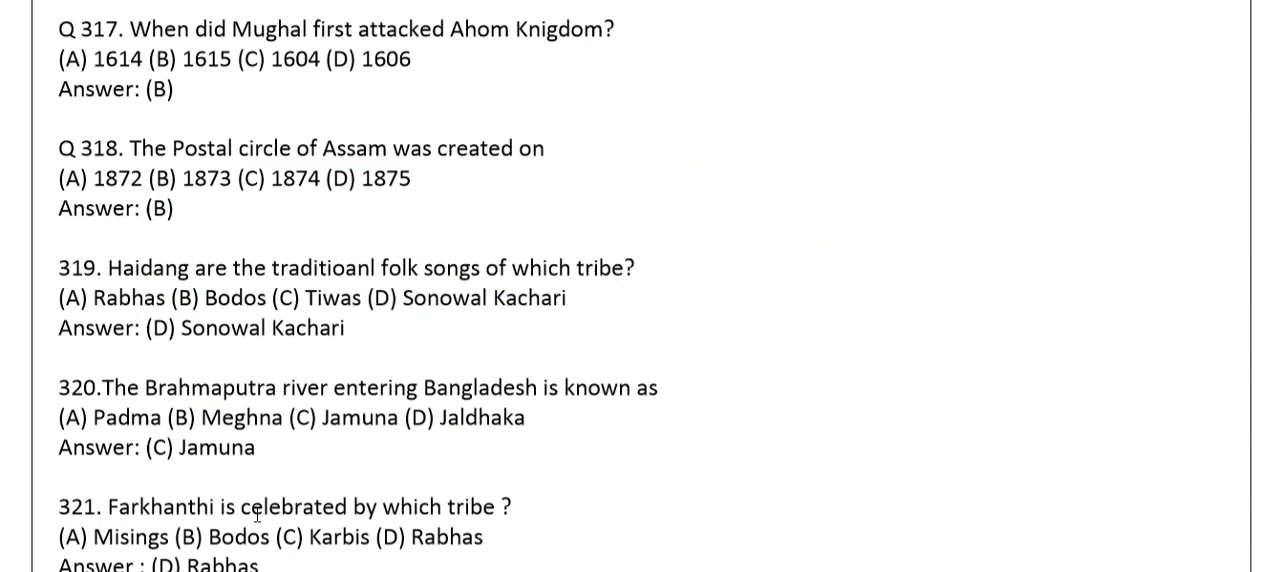 Q 317. When did Mughal first attacked Ahom Knigdom?
(A) 1614 (B) 1615 (C) 1604 (D) 1606
Answer: (B)
Q 318. The Postal circle of Assam was created on
(A) 1872 (B) 1873 (C) 1874 (D) 1875
Answer: (B)
319. Haidang are the traditioanl folk songs of which tribe?
(A) Rabhas (B) Bodos (C) Tiwas (D) Sonowal Kachari
Answer: (D) Sonowal Kachari
320.The Brahmaputra river entering Bangladesh is known as
(A) Padma (B) Meghna (C) Jamuna (D) Jaldhaka
Answer: (C) Jamuna
321. Farkhanthi is celebrated by which tribe ?
(A) Misings (B) Bodos (C) Karbis (D) Rabhas
Answer : (D) Rabhas